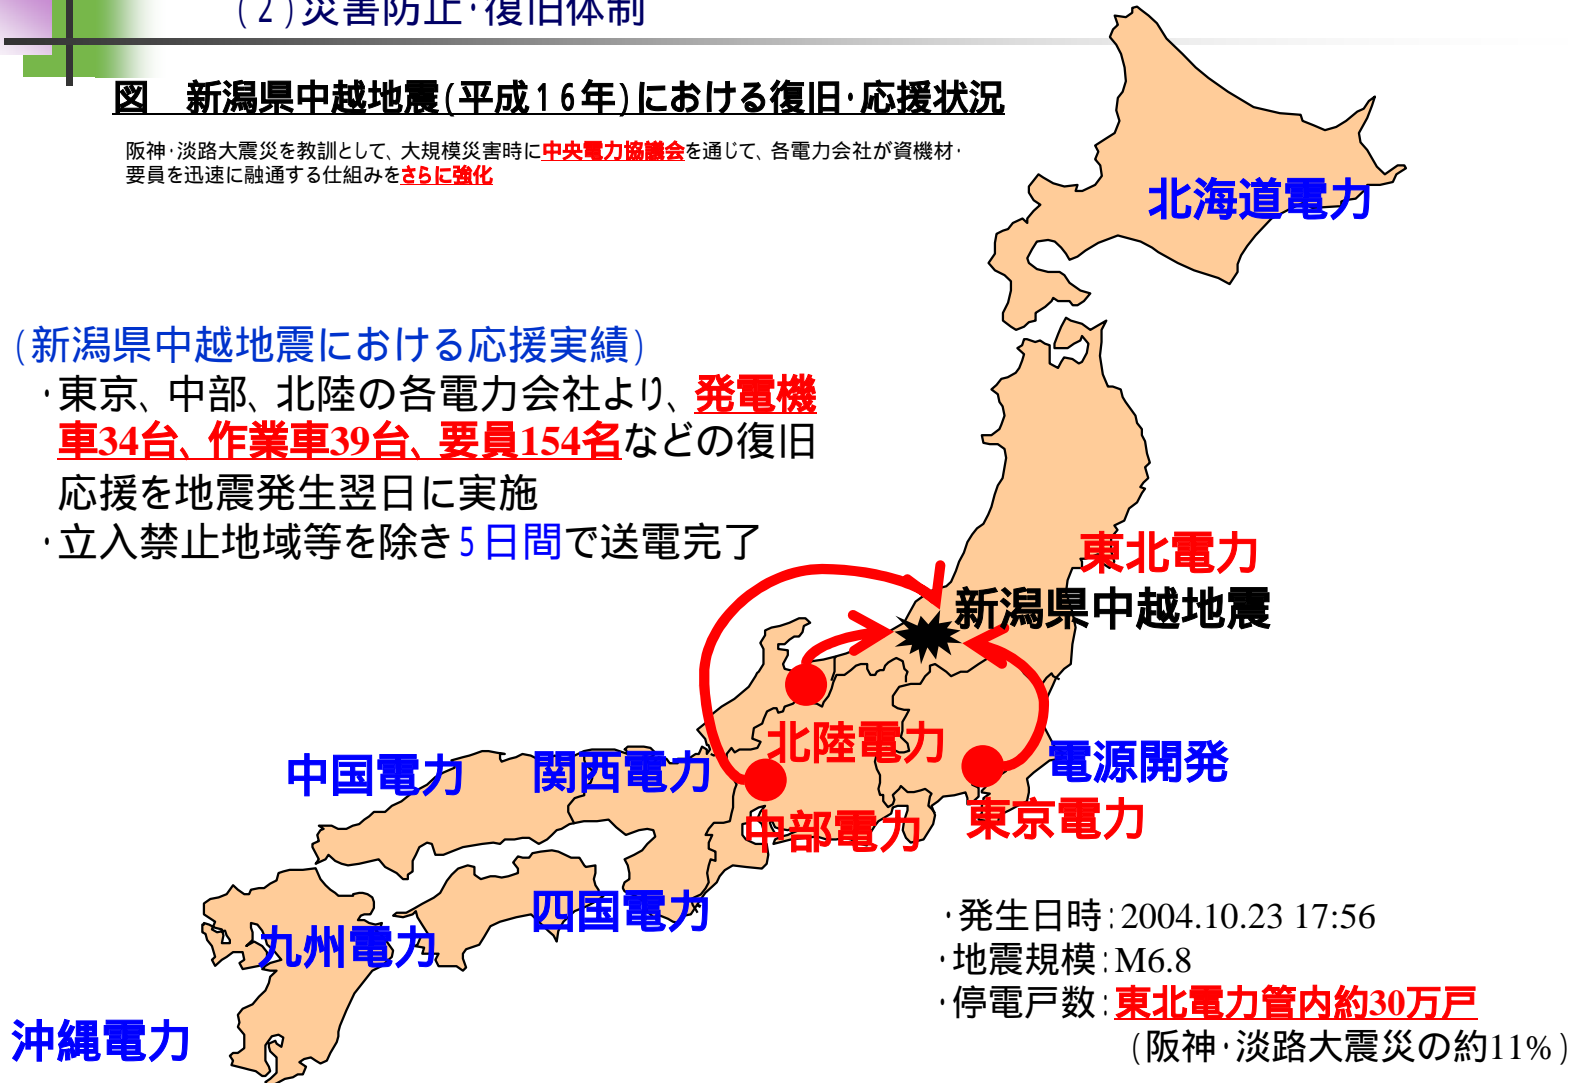 (2)災害防止･復旧体制
図　新潟県中越地震(平成16年)における復旧･応援状況
阪神･淡路大震災を教訓として、大規模災害時に中央電力協議会を通じて、各電力会社が資機材･
要員を迅速に融通する仕組みをさらに強化
北海道電力
(新潟県中越地震における応援実績)
･東京、中部、北陸の各電力会社より、発電機
車34台、作業車39台、要員154名などの復旧
応援を地震発生翌日に実施
･立入禁止地域等を除き5日間で送電完了
東北電力
新潟県中越地震
北陸電力
中国電力
関西電力
電源開発
中部電力
東京電力
四国電力
九州電力
沖縄電力
･発生日時:2004.10.23 17:56
･地震規模:M6.8
･停電戸数:東北電力管内約30万戸
(阪神･淡路大震災の約11%)